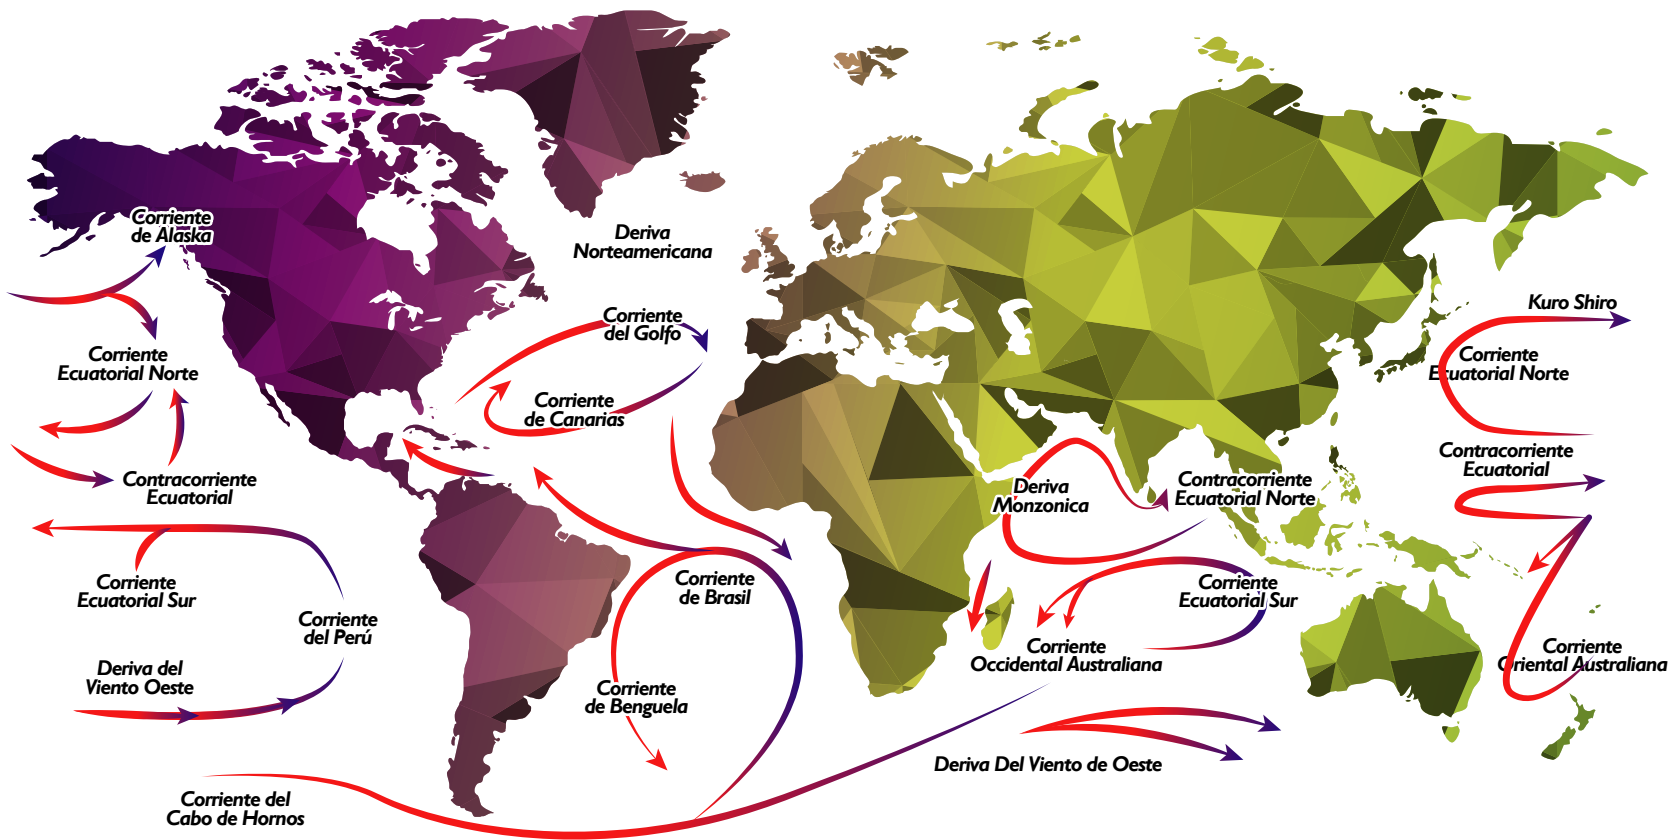 Corriente
de Alaska
Deriva
Norteamericana
Corriente
del Golfo
Kuro Shiro
Corriente
Ecuatorial Norte
Corriente
Ecuatorial Norte
Corriente
de Canarias
Contracorriente
Ecuatorial
Contracorriente
Ecuatorial
Deriva
Monzonica
Contracorriente
Ecuatorial Norte
Corriente
Ecuatorial Sur
Corriente
de Brasil
Corriente
Ecuatorial Sur
Corriente
del Perú
Corriente
Occidental Australiana
Corriente
Oriental Australiana
Deriva del
Viento Oeste
Corriente
de Benguela
Deriva Del Viento de Oeste
Corriente del
Cabo de Hornos